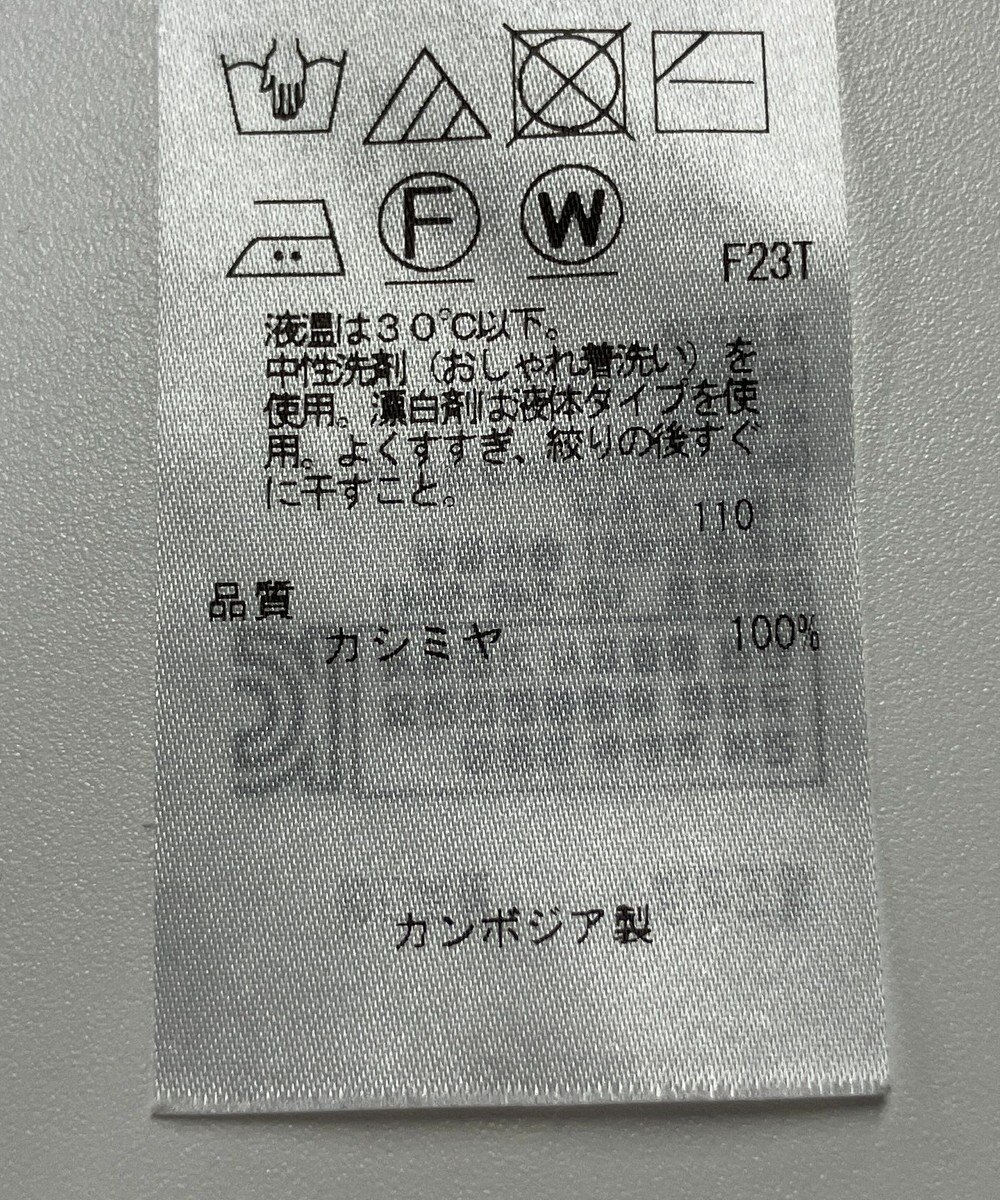 F
W
F23T
液温は30℃以下。
中性洗剤（おしゃれ着洗い）を
使用。漂白剤は液体タイプを使
用。よくすすぎ、絞りの後すぐ
に干すこと。
110
品質
カシミヤ 100%
カンボジア製